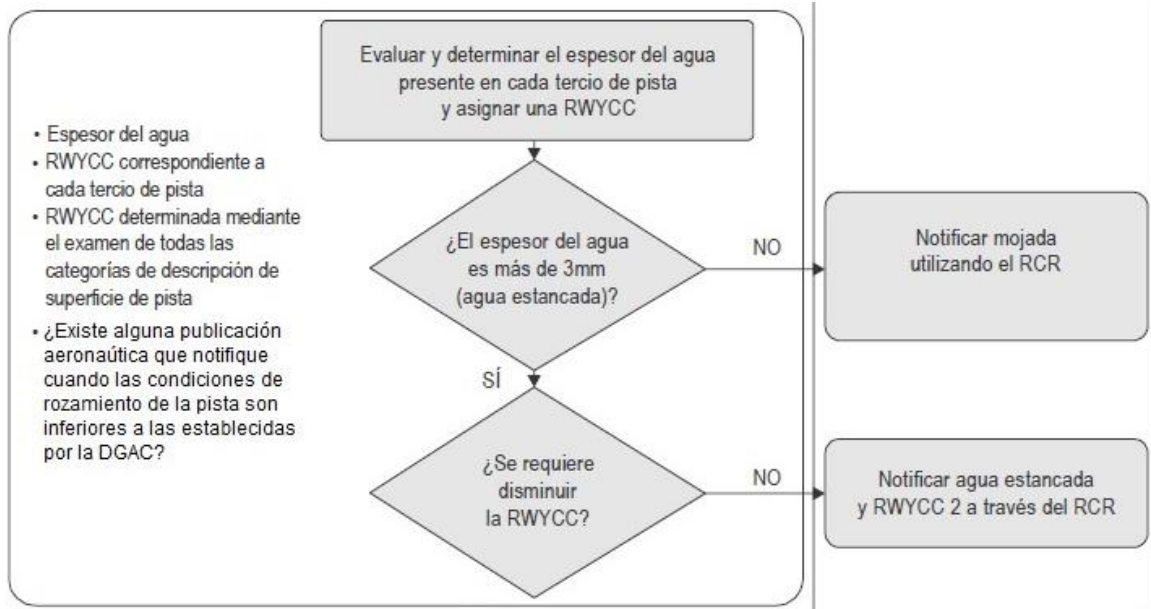 Evaluar y determinar el espesor del agua
presente en cada tercio de pista
y asignar una RWYCC
• Espesor del agua
• RWYCC correspondiente a
cada tercio de pista
• RWYCC determinada mediante
el examen de todas las
categorías de descripción de
superficie de pista
• ¿Existe alguna publicación
aeronaútica que notifique
cuando las condiciones de
rozamiento de la pista son
inferiores a las establecidas
por la DGAC?
¿El espesor del agua
es más de 3mm
(agua estancada)?
NO
Notificar mojada
utilizando el RCR
SÍ
¿Se requiere
disminuir
la RWYCC?
NO
Notificar agua estancada
y RWYCC 2 a través del RCR